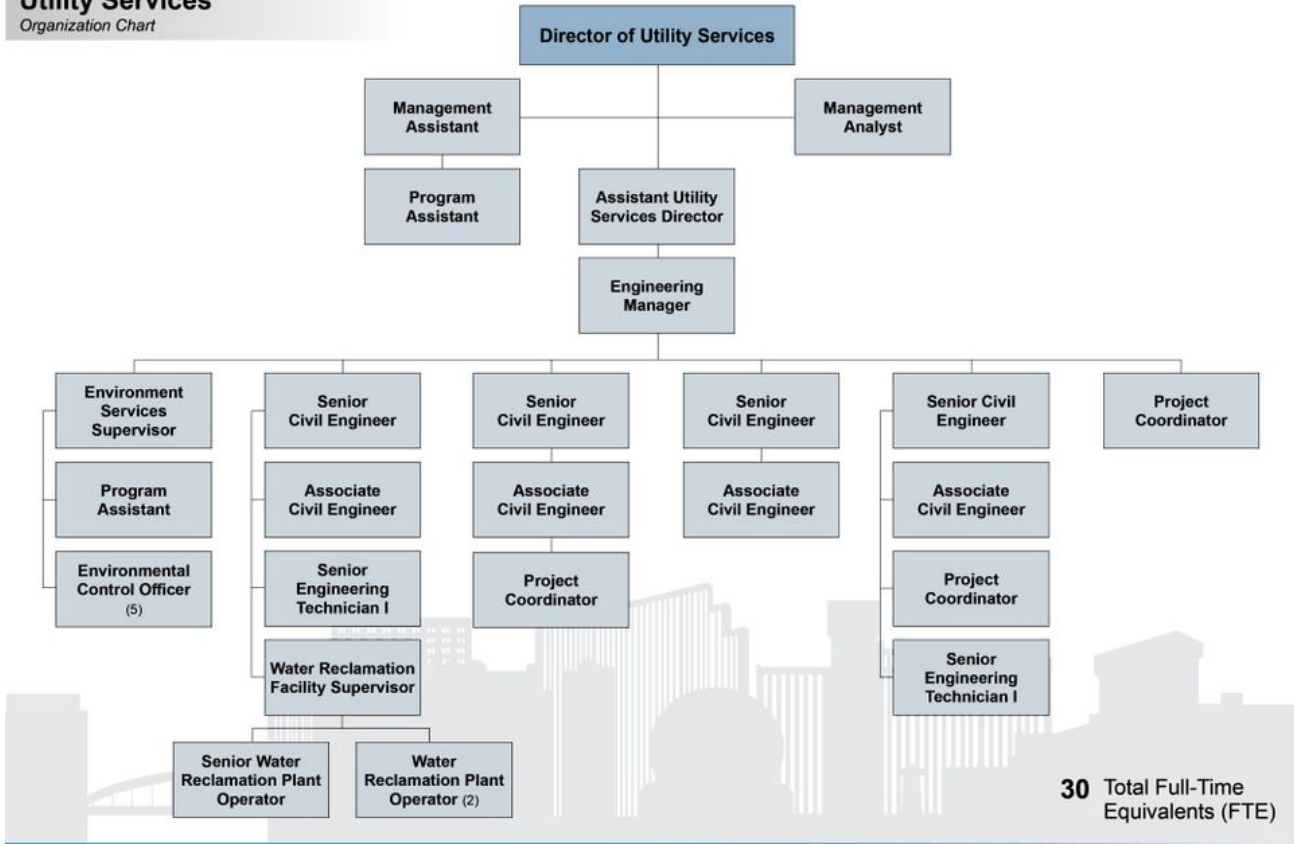 Utility Services
Organization Chart
Director of Utility Services
Management
Assistant
Management
Analyst
Program
Assistant
Assistant Utility
Services Director
Engineering
Manager
Environment
Services
Supervisor
Senior
Civil Engineer
Senior
Civil Engineer
Senior
Civil Engineer
Senior Civil
Engineer
Project
Coordinator
Program
Assistant
Associate
Civil Engineer
Associate
Civil Engineer
Associate
Civil Engineer
Associate
Civil Engineer
Environmental
Control Officer
(5)
Senior
Engineering
Technician I
Project
Coordinator
Project
Coordinator
Water Reclamation
Facility Supervisor
Senior
Engineering
Technician I
Senior Water
Reclamation Plant
Operator
Water
Reclamation Plant
Operator (2)
30 Total Full-Time
Equivalents (FTE)